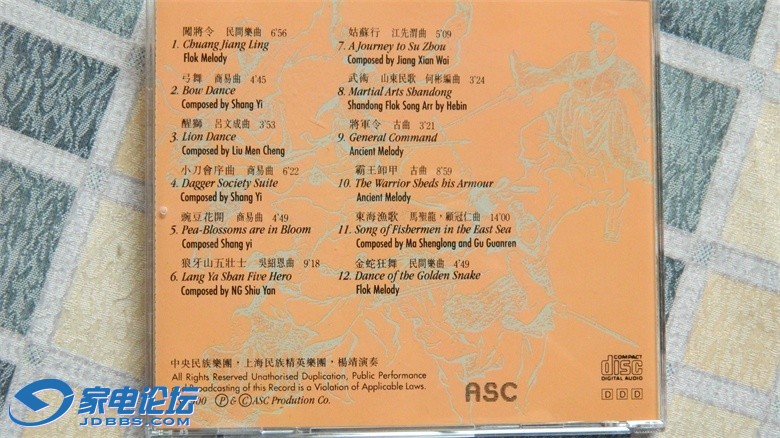 闖將令 民間樂曲 6'56
1. Chuang Jiang Ling
Flok Melody
弓舞 商易曲 4'45
2. Bow Dance
Composed by Shang Yi
醒獅 呂文成曲 3'53
3. Lion Dance
Composed by Liu Men Cheng
小刀會序曲 商易曲 6'22
4. Dagger Society Suite
Composed by Shang Yi
豌豆花開 商易曲 4'49
5. Pea-Blossoms are in Bloom
Composed Shang yi
狼牙山五壯士 吳紹恩曲 9'18
6. Lang Ya Shan Five Hero
Composed by NG Shiu Yan
姑蘇行 江先渭曲 5'09
7. A Journey to Su Zhou
Composed by Jiang Xian Wai
武術 山東民歌 何彬編曲 3'24
8. Martial Arts Shandong
Shandong Flok Song Arr by Hebin
將軍令 古曲 3'21
9. General Command
Ancient Melody
霸王卸甲 古曲 8'59
10. The Warrior Sheds his Armour
Ancient Melody
東海漁歌 馬聖龍，顧冠仁曲 14'00
11. Song of Fishermen in the East Sea
Composed by Ma Shenglong and Gu Guanren
金蛇狂舞 民間樂曲 4'49
12. Dance of the Golden Snake
Flok Melody
中央民族樂團，上海民族精英樂團，楊靖演奏
All Rights Reserved Unauthorised Duplication, Public Performance
Broadcasting of this Record is a Violation of Applicable Laws.
00 Ⓟ & Ⓒ ASC Prodution Co.
ASC
COMPACT
disc
DIGITAL AUDIO
DDD
家电论坛
JDBBS.COM